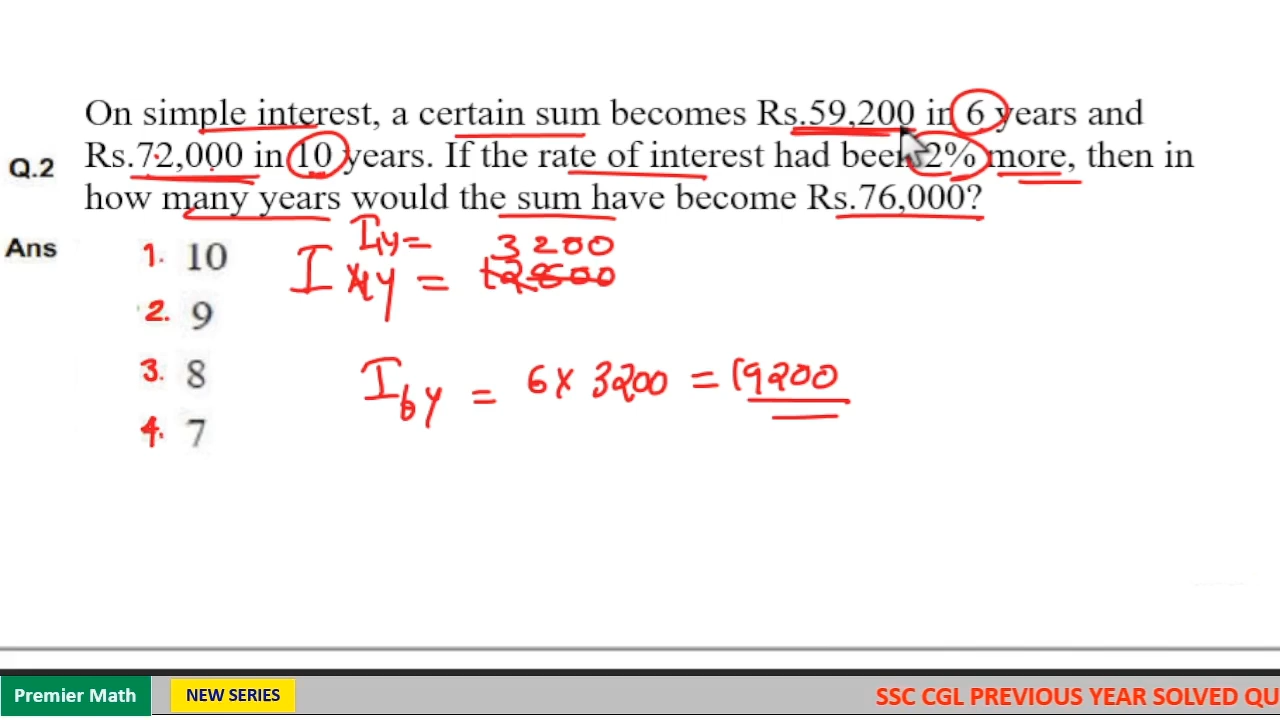 On simple interest, a certain sum becomes Rs.59,200 in 6 years and
Q.2 Rs.72,000 in 10 years. If the rate of interest had been 2% more, then in
how many years would the sum have become Rs.76,000?
Ans
1. 10
2. 9
3. 8
4. 7
I1y = 3200
I 4y = 12800
I6y = 6 x 3200 = 19200
Premier Math
NEW SERIES
SSC CGL PREVIOUS YEAR SOLVED QU